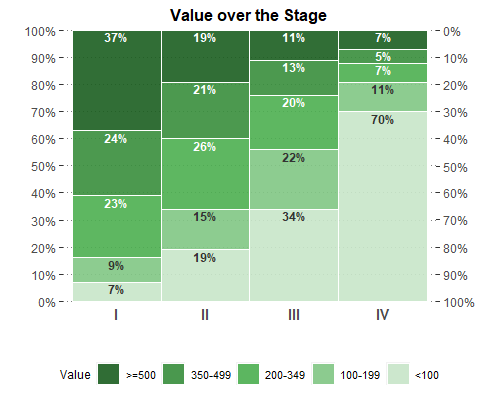 Value over the Stage
100% 37% 19% 11% 7% 0%
90% 5% 10%
80% 21% 13% 7% 20%
70% 20% 11% 30%
60% 24% 26% 70% 40%
50% 22% 50%
40% 23% 60%
30% 15% 34% 70%
20% 19% 80%
10% 9% 90%
0% 7% 100%
I II III IV
Value >=500 350-499 200-349 100-199 <100